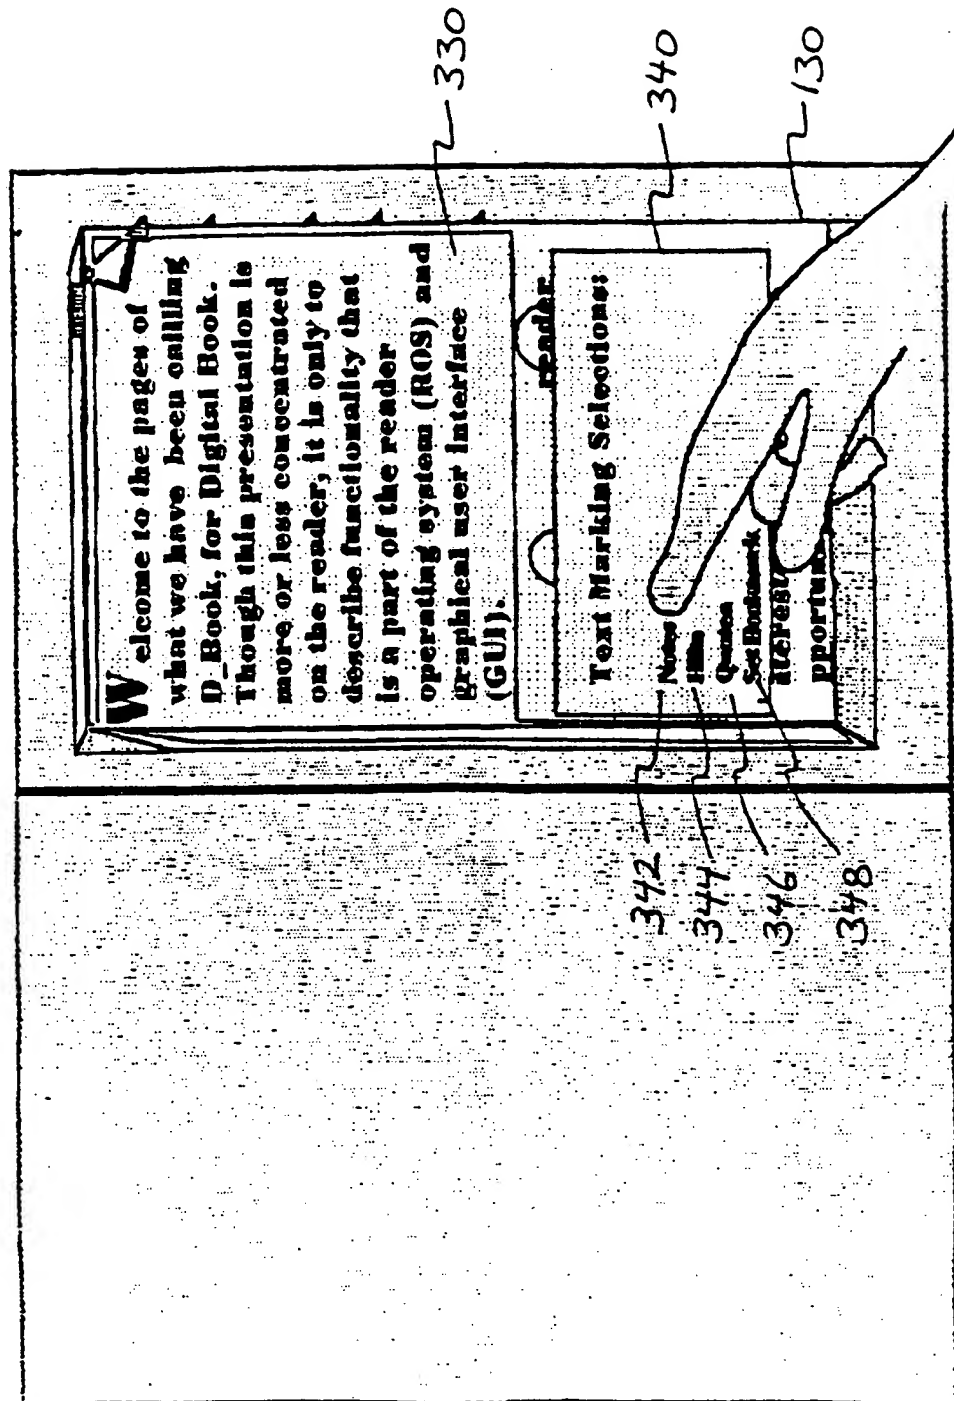 Welcome to the pages of
what we have been calling
D_Book, for Digital Book.
Though this presentation is
more or less concentrated
on the reader, it is only to
describe functionality that
is a part of the reader
operating system (ROS) and
graphical user interface
(GUI).
reader
Text Marking Selections:
Notes
Quotes
Set Bookmark
330
340
130
342
344
346
348